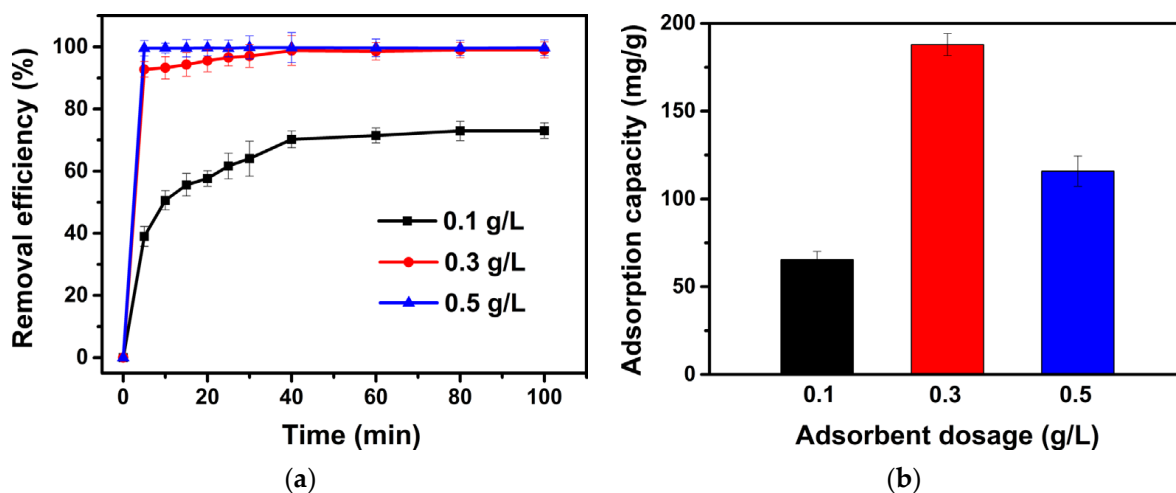 100
80
60
40
20
0
Removal efficiency (%)
0.1 g/L
0.3 g/L
0.5 g/L
0 20 40 60 80 100
Time (min)
(a)
200
150
100
50
0
Adsorption capacity (mg/g)
0.1 0.3 0.5
Adsorbent dosage (g/L)
(b)